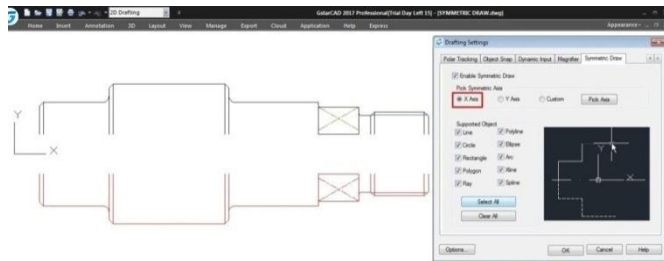 2D Drafting
GstarCAD 2017 Professional(Trial Day Left 15) - [SYMMETRIC DRAW.dwg]
Home Insert Annotation 3D Layout View Manage Export Cloud Application Help Express
Appearance
Y
X
Drafting Settings
Polar Tracking Object Snap Dynamic Input Magnifier Symmetric Draw
Enable Symmetric Draw
Pick Symmetric Axis
X Axis Y Axis Custom Pick Axis
Supported Object
Line Polyline
Circle Ellipse
Rectangle Arc
Polygon Xline
Ray Spline
Select All
Clear All
Y
X
Options... OK Cancel Help